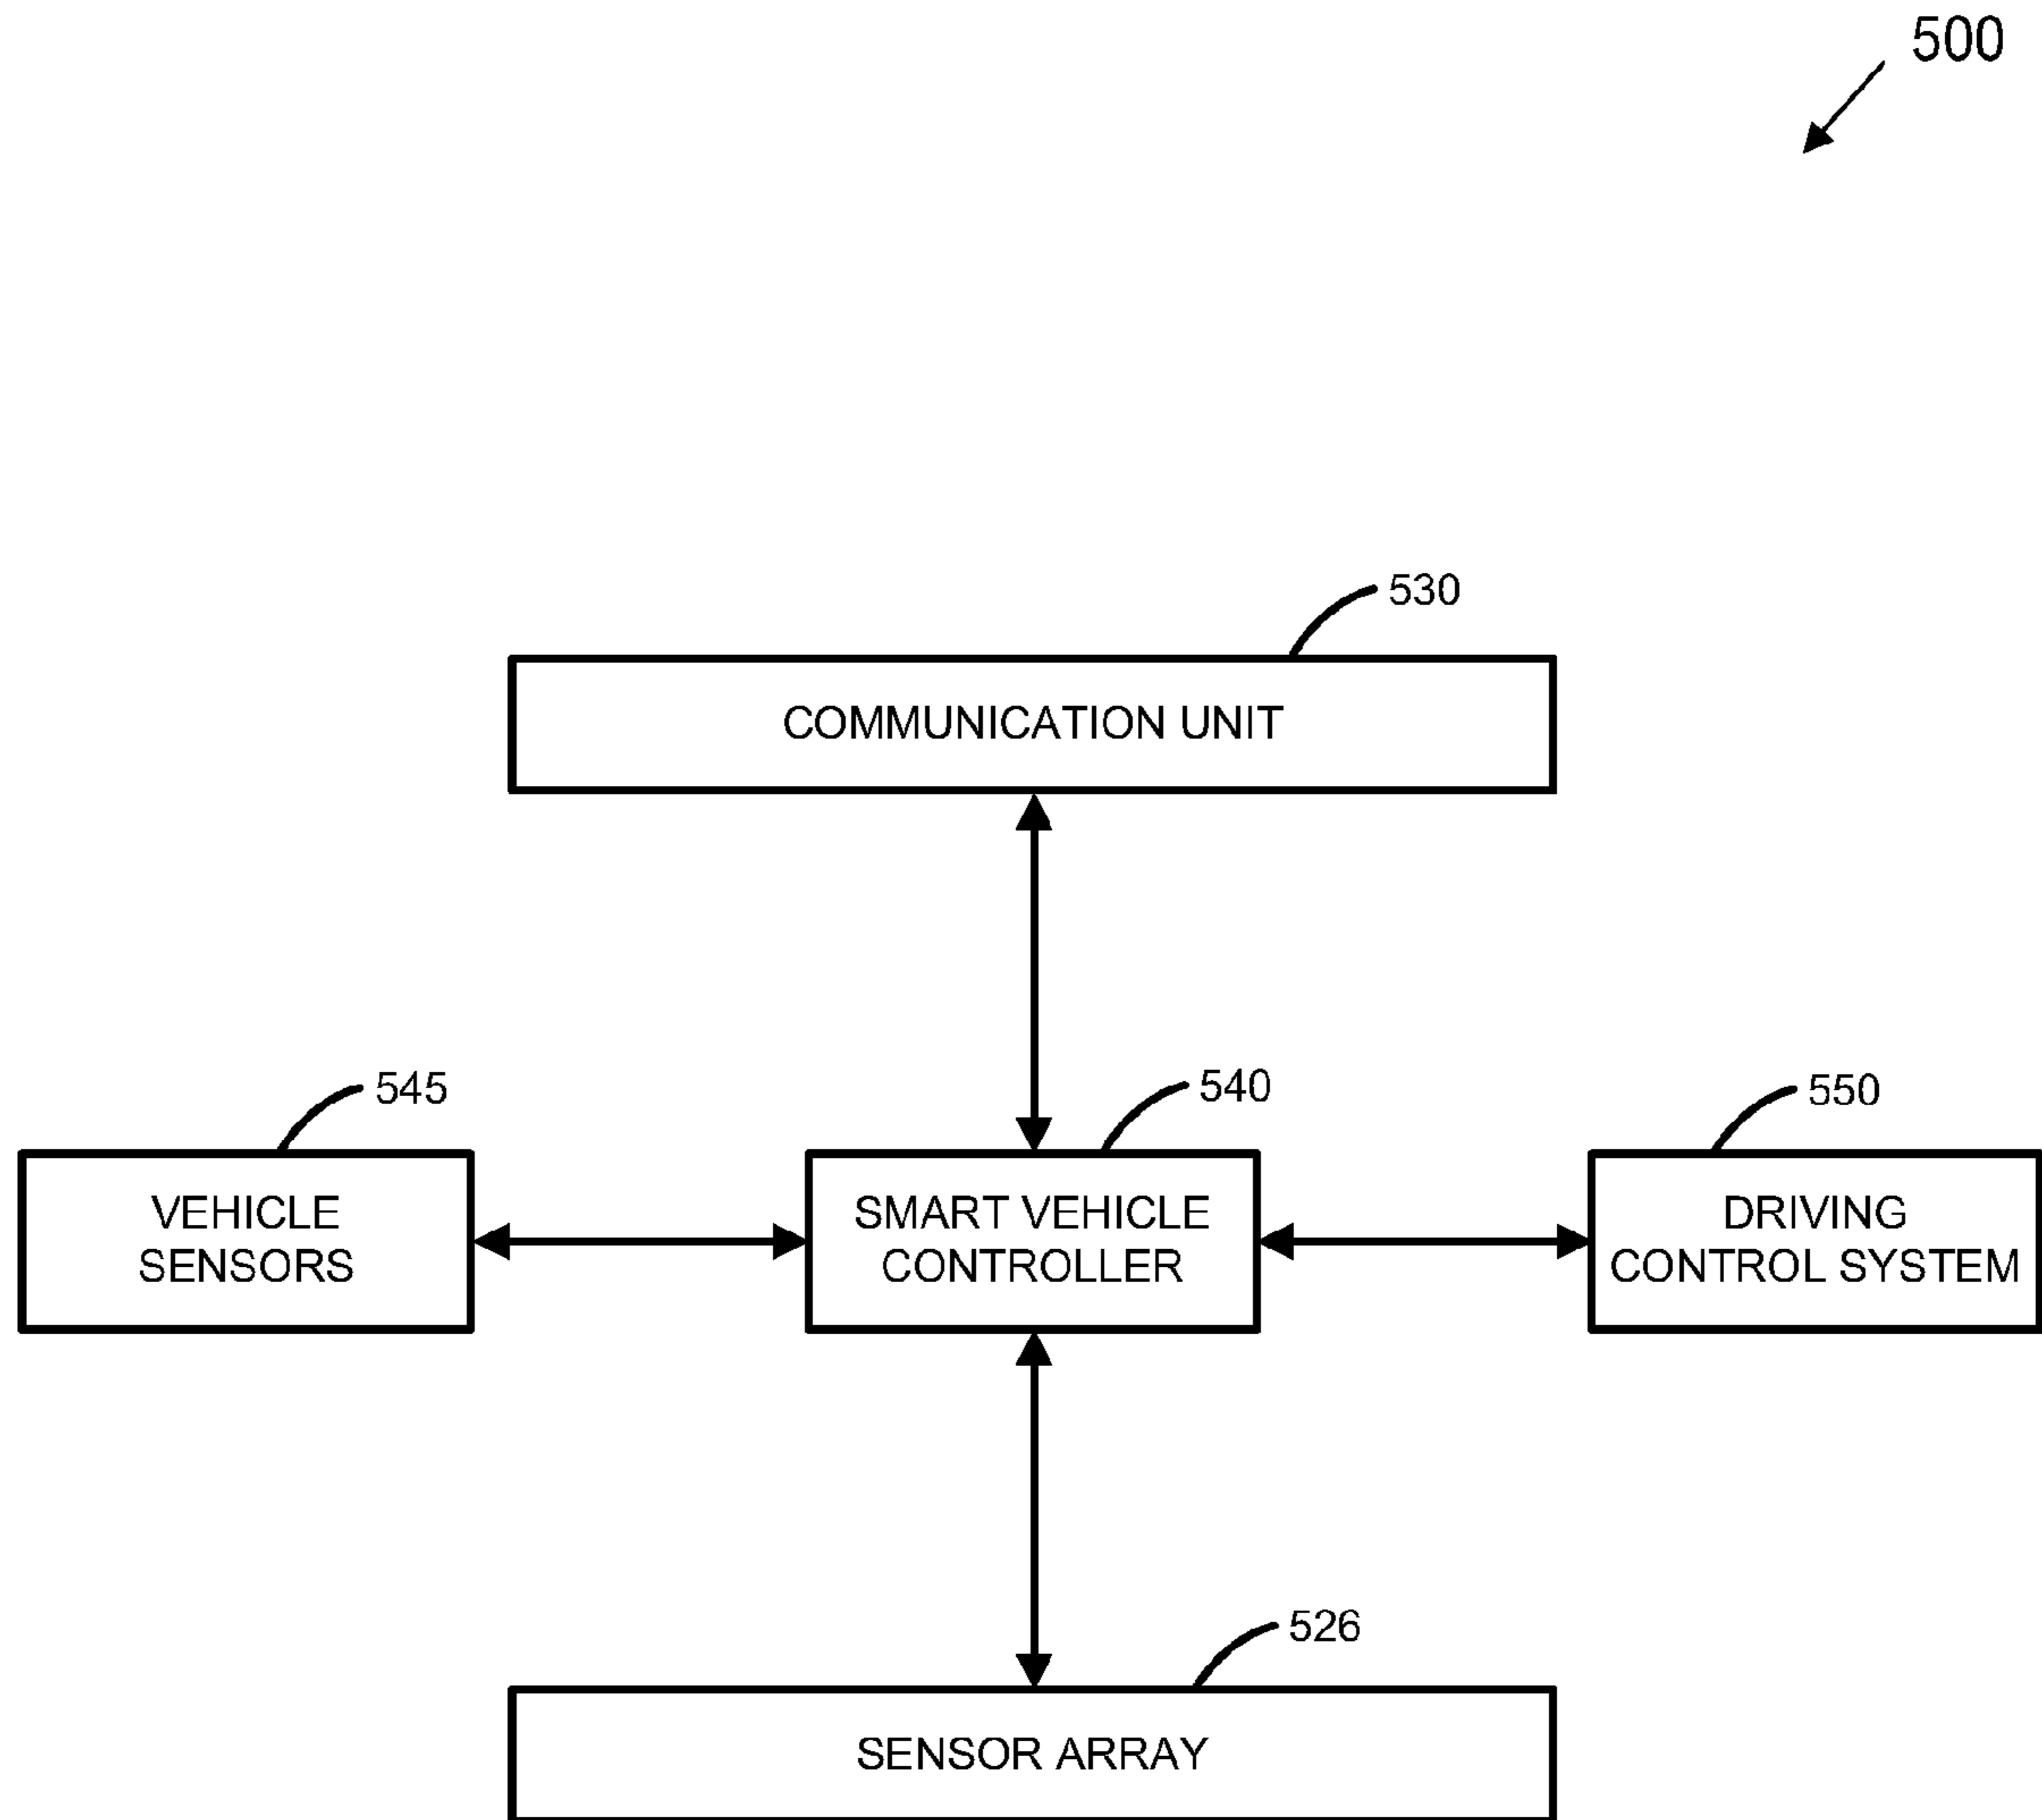 500
530
COMMUNICATION UNIT
545
540
550
VEHICLE
SENSORS
SMART VEHICLE
CONTROLLER
DRIVING
CONTROL SYSTEM
526
SENSOR ARRAY